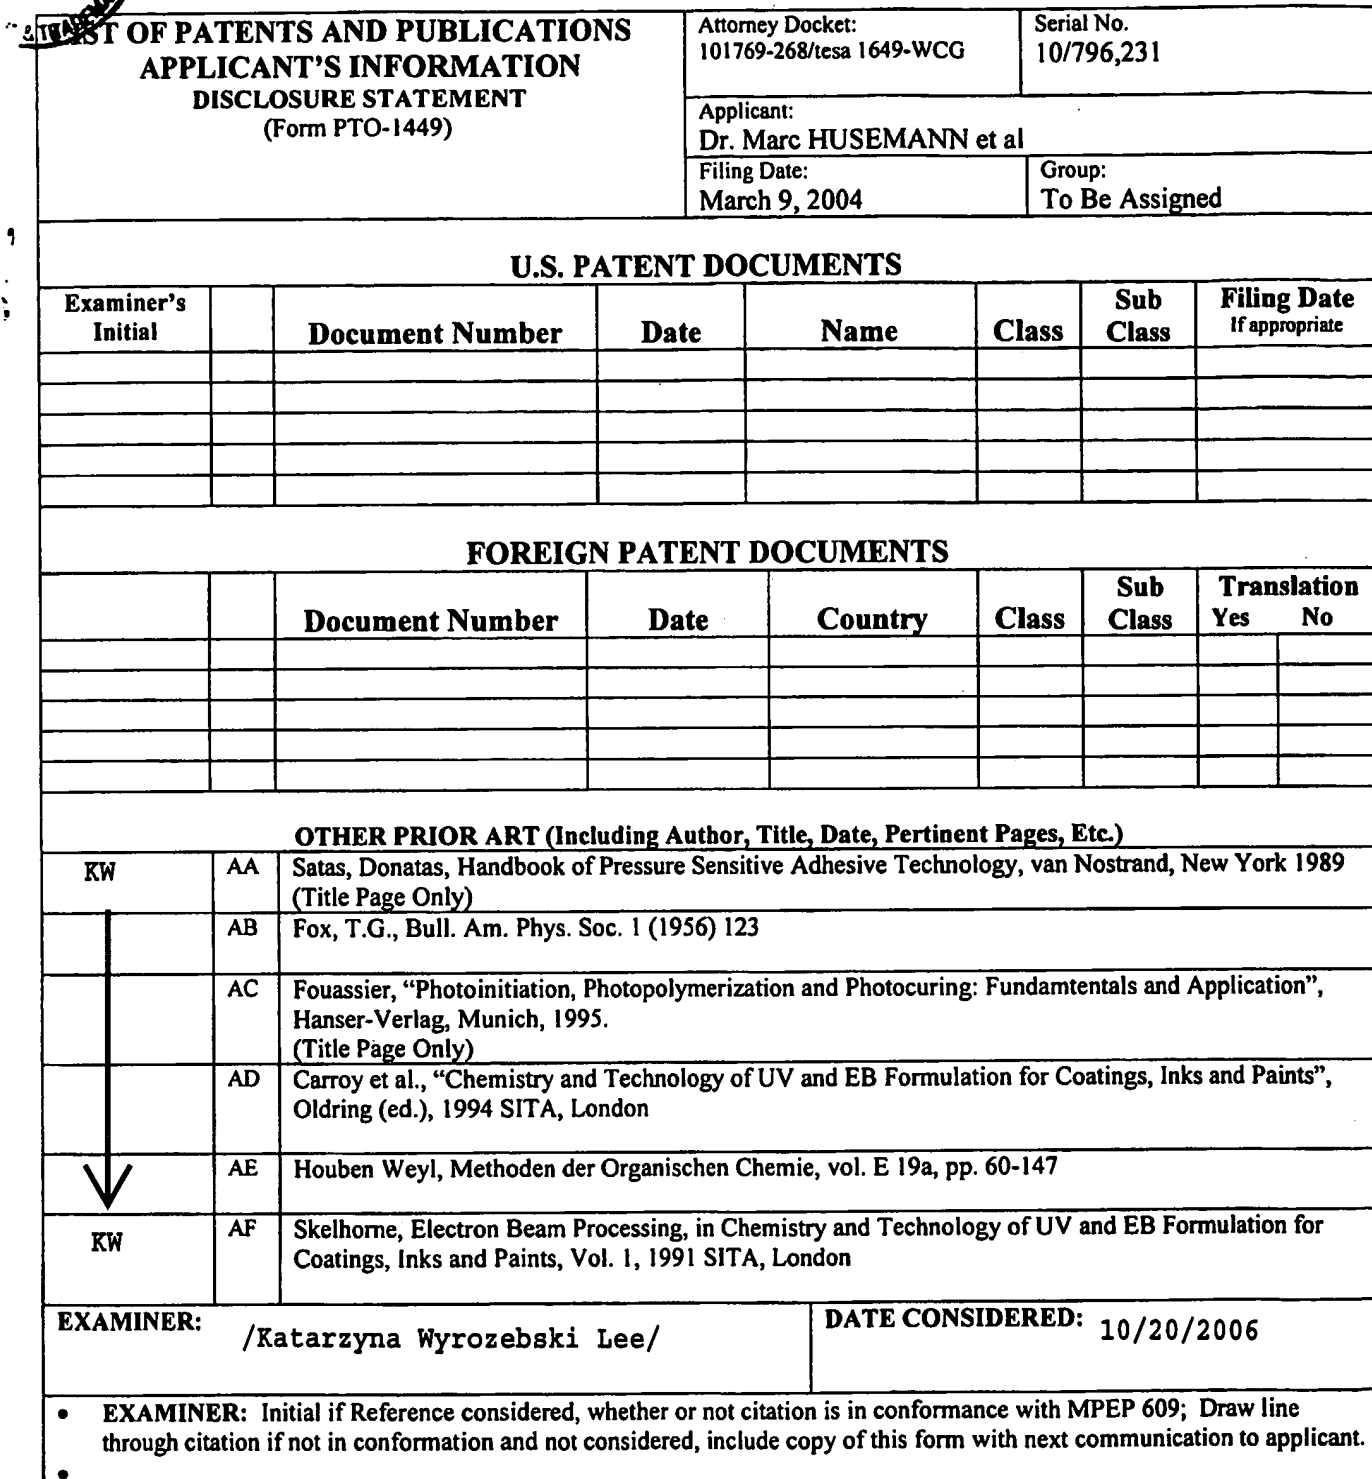 LIST OF PATENTS AND PUBLICATIONS
APPLICANT'S INFORMATION
DISCLOSURE STATEMENT
(Form PTO-1449)
Attorney Docket:
101769-268/tesa 1649-WCG
Serial No.
10/796,231
Applicant:
Dr. Marc HUSEMANN et al
Filing Date:
March 9, 2004
Group:
To Be Assigned
U.S. PATENT DOCUMENTS
Examiner's
Initial
Document Number
Date
Name
Class
Sub
Class
Filing Date
If appropriate
FOREIGN PATENT DOCUMENTS
Document Number
Date
Country
Class
Sub
Class
Translation
Yes No
OTHER PRIOR ART (Including Author, Title, Date, Pertinent Pages, Etc.)
KW
AA
Satas, Donatas, Handbook of Pressure Sensitive Adhesive Technology, van Nostrand, New York 1989
(Title Page Only)
AB
Fox, T.G., Bull. Am. Phys. Soc. 1 (1956) 123
AC
Fouassier, “Photoinitiation, Photopolymerization and Photocuring: Fundamtentals and Application”,
Hanser-Verlag, Munich, 1995.
(Title Page Only)
AD
Carroy et al., “Chemistry and Technology of UV and EB Formulation for Coatings, Inks and Paints”,
Oldring (ed.), 1994 SITA, London
AE
Houben Weyl, Methoden der Organischen Chemie, vol. E 19a, pp. 60-147
KW
AF
Skelhorne, Electron Beam Processing, in Chemistry and Technology of UV and EB Formulation for
Coatings, Inks and Paints, Vol. 1, 1991 SITA, London
EXAMINER:
/Katarzyna Wyrozebski Lee/
DATE CONSIDERED:
10/20/2006
• EXAMINER: Initial if Reference considered, whether or not citation is in conformance with MPEP 609; Draw line
through citation if not in conformation and not considered, include copy of this form with next communication to applicant.
•